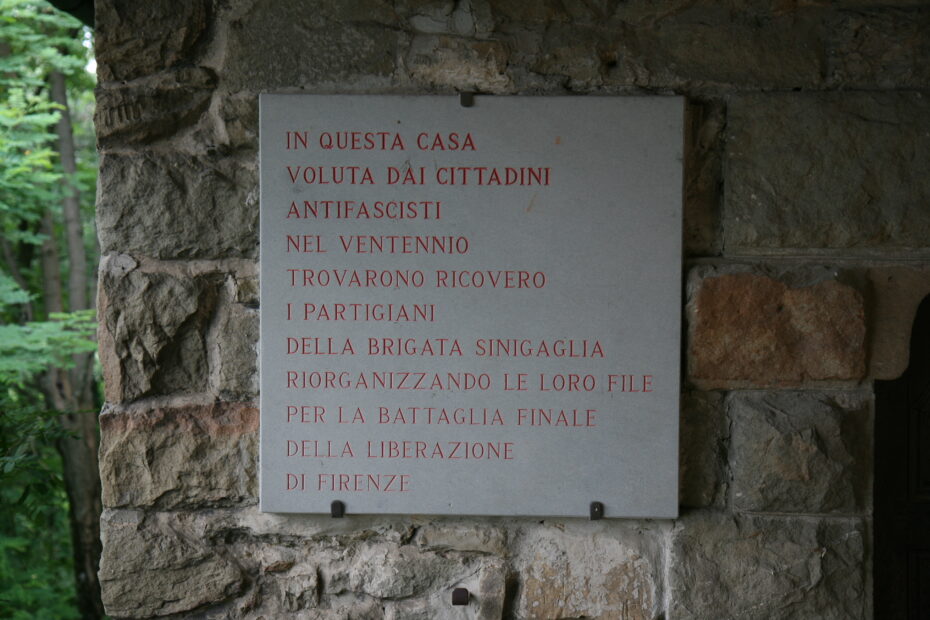 IN QUESTA CASA
VOLUTA DAI CITTADINI
ANTIFASCISTI
NEL VENTENNIO
TROVARONO RICOVERO
I PARTIGIANI
DELLA BRIGATA SINIGAGLIA
RIORGANIZZANDO LE LORO FILE
PER LA BATTAGLIA FINALE
DELLA LIBERAZIONE
DI FIRENZE